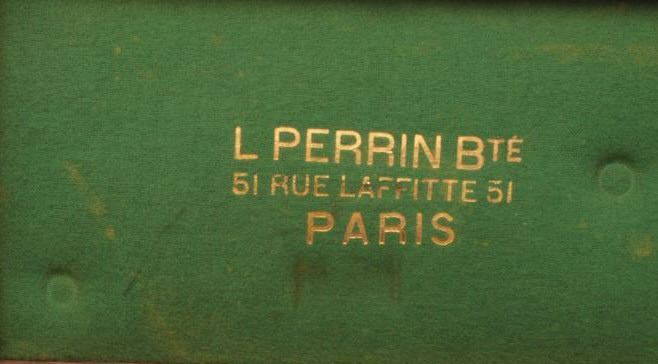 L PERRIN BTÉ
51 RUE LAFFITTE 51
PARIS